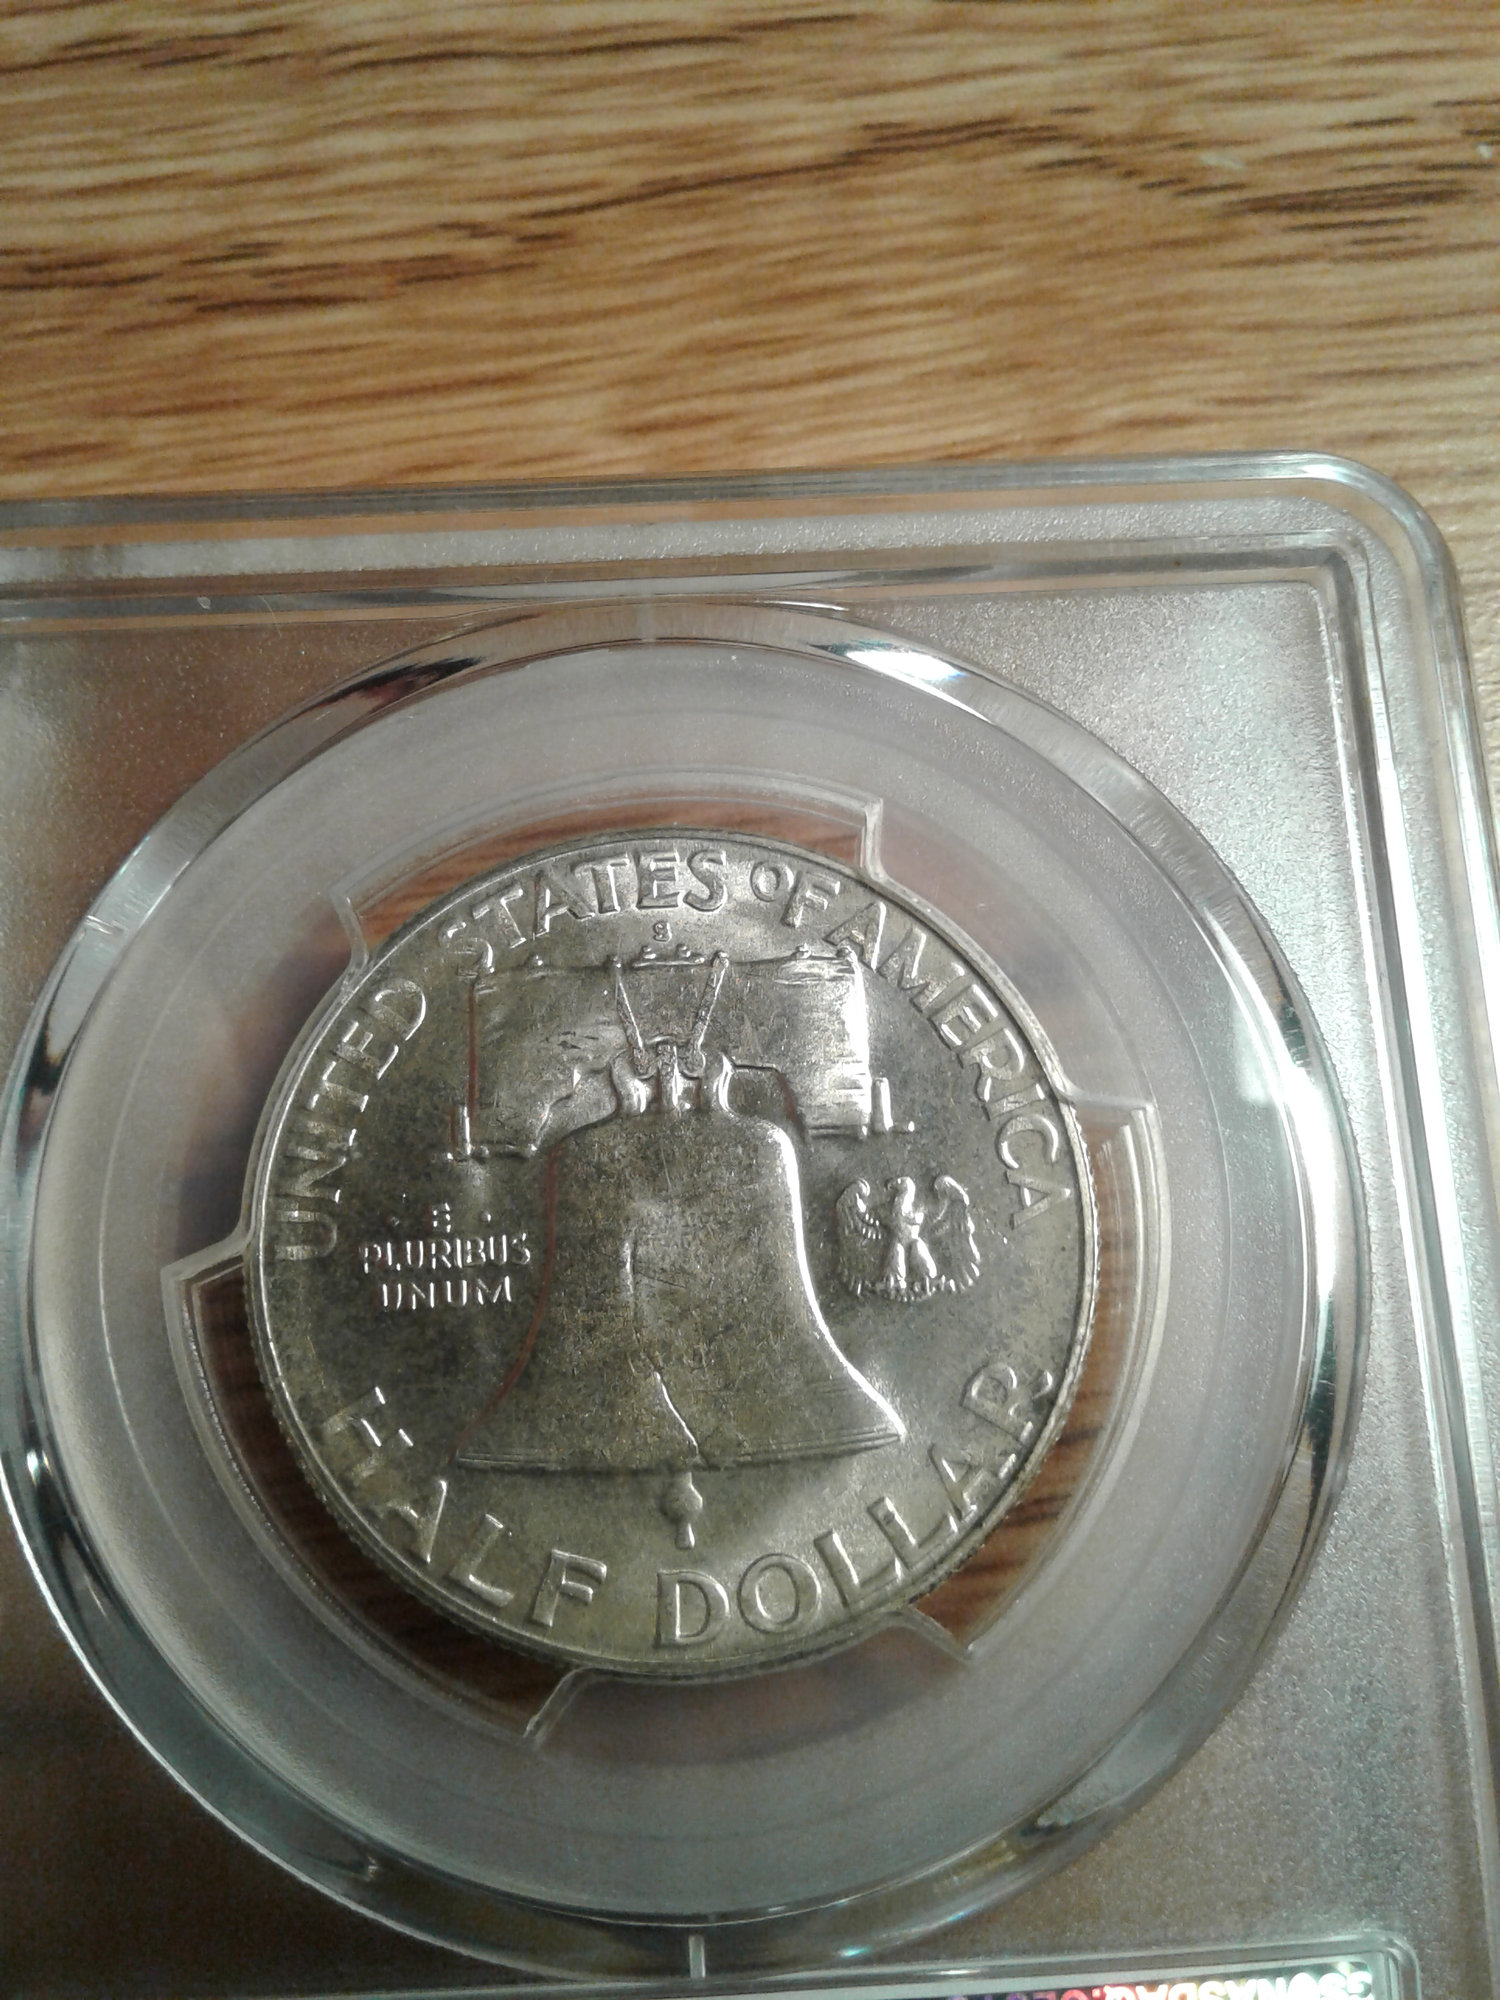 UNITED STATES OF AMERICA
S
E
PLURIBUS
UNUM
HALF DOLLAR